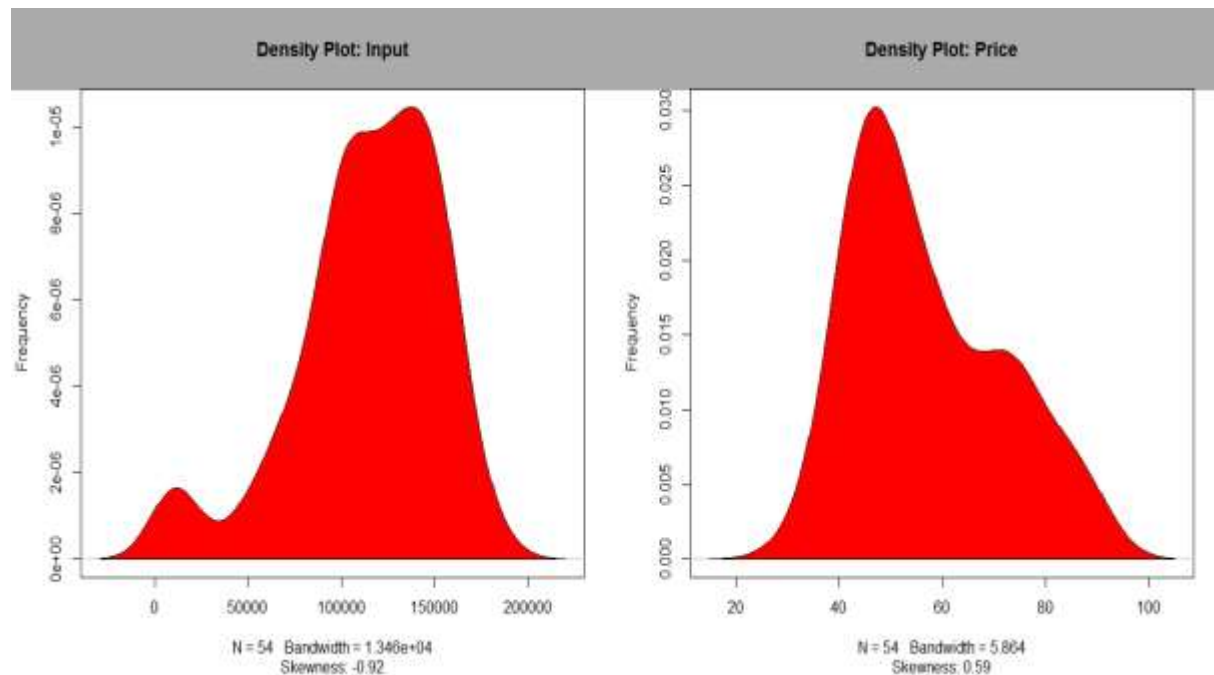 Density Plot: Input
Frequency
0e+00 2e-06 4e-06 6e-06 8e-06 1e-05
0 50000 100000 150000 200000
N = 54 Bandwidth = 1.346e+04
Skewness: -0.92
Density Plot: Price
Frequency
0.000 0.005 0.010 0.015 0.020 0.025 0.030
20 40 60 80 100
N = 54 Bandwidth = 5.864
Skewness: 0.59